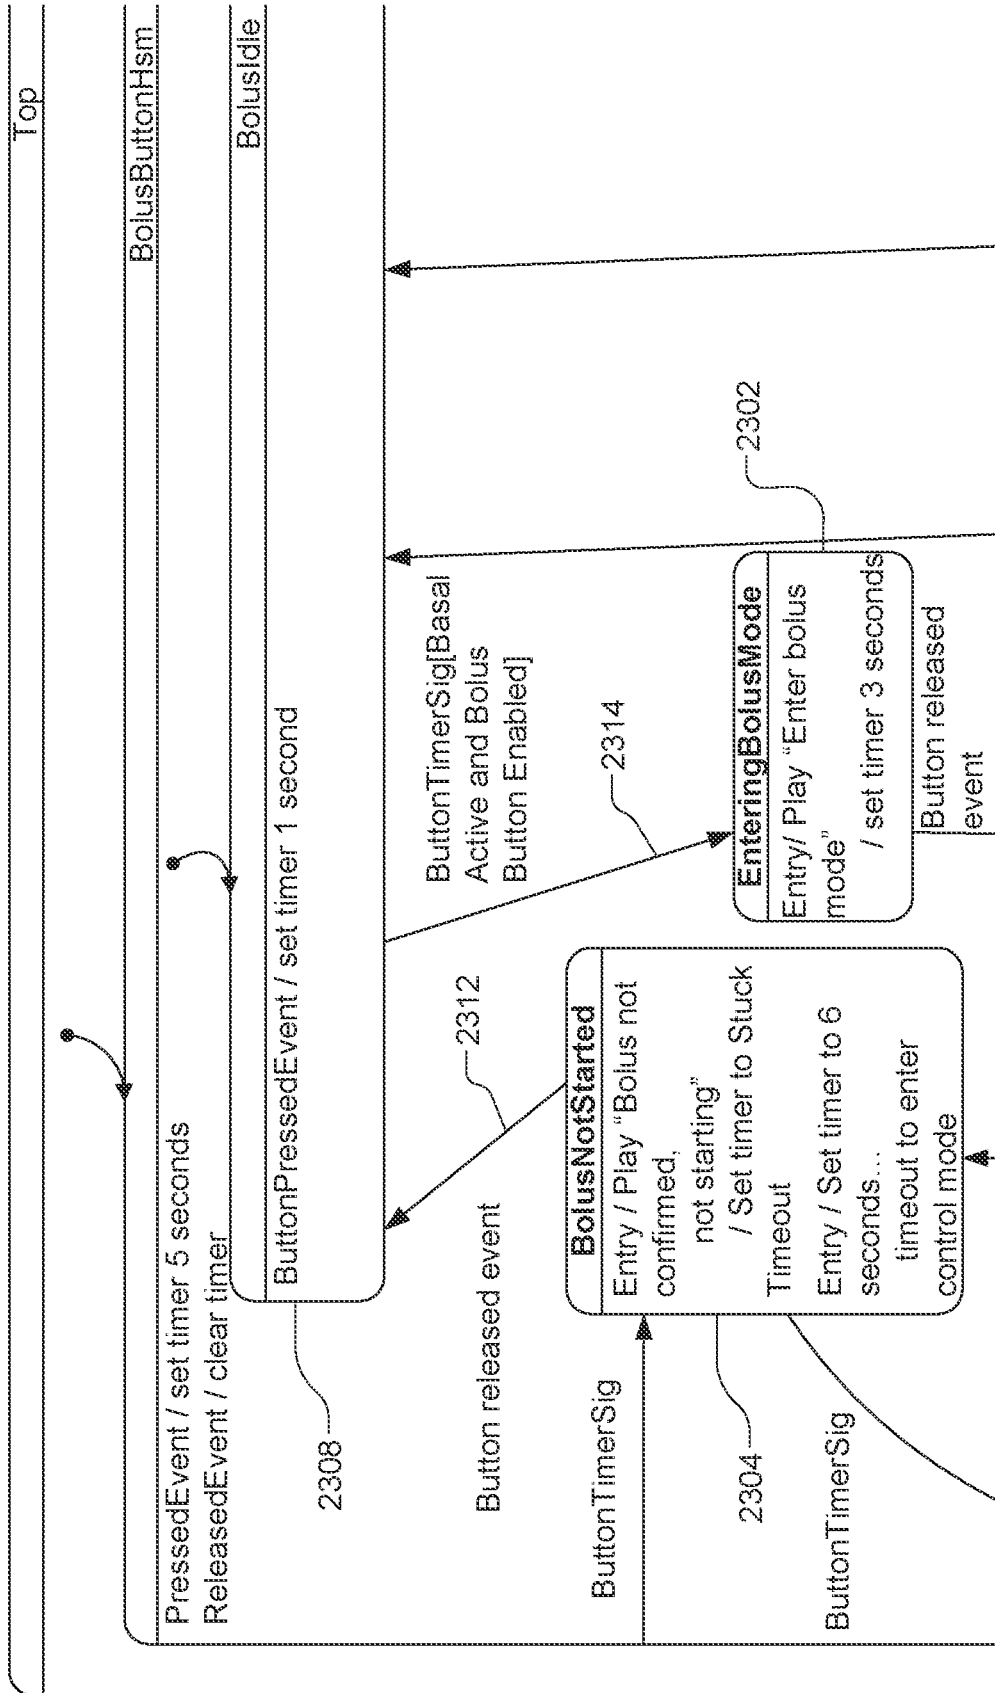 Top
BolusButtonHsm
PressedEvent / set timer 5 seconds
ReleasedEvent / clear timer
BolusIdle
ButtonPressedEvent / set timer 1 second
2308
Button released event
2312
ButtonTimerSig[Basal
Active and Bolus
Button Enabled]
2314
ButtonTimerSig
BolusNotStarted
Entry / Play “Bolus not
confirmed,
not starting”
/ Set timer to Stuck
Timeout
Entry / Set timer to 6
seconds...
timeout to enter
control mode
2304
ButtonTimerSig
EnteringBolusMode
Entry/ Play “Enter bolus
mode”
/ set timer 3 seconds
2302
Button released
event